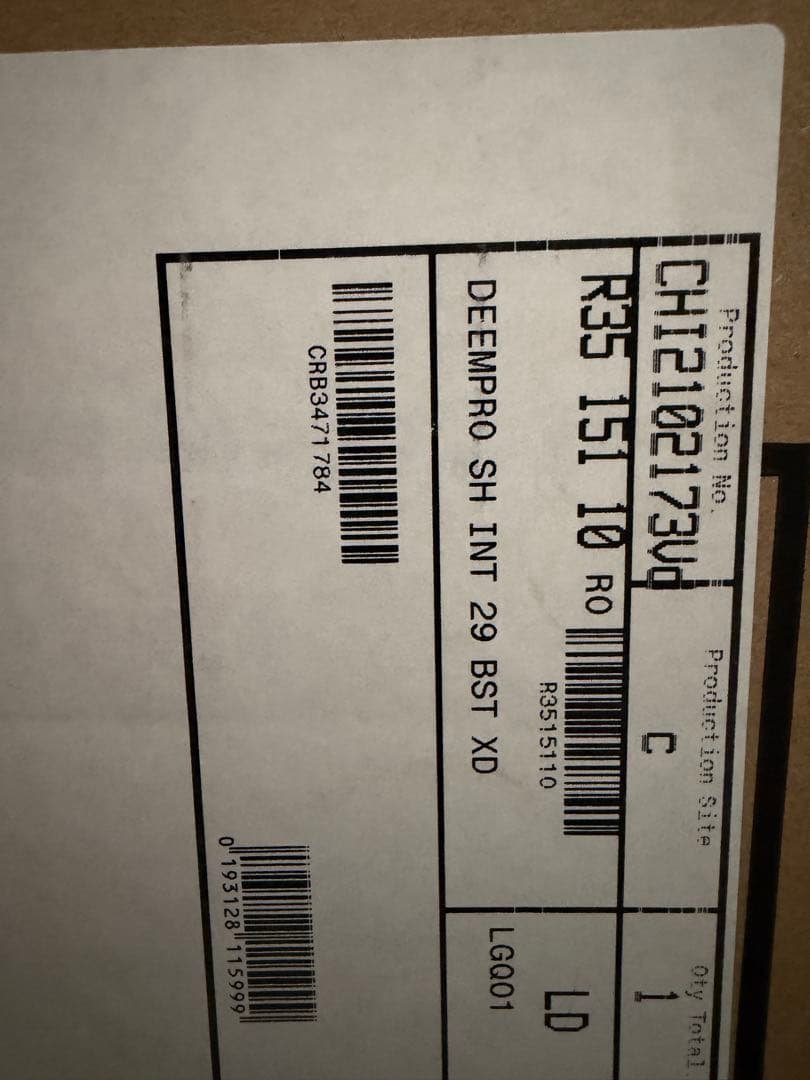 Production No.
Production Site
Qty Total
CHI2102173Vq
C
1
R35 151 10 RO
R3515110
LD
DEEMPRO SH INT 29 BST XD
LGQ01
CRB3471784
0 193128 115999